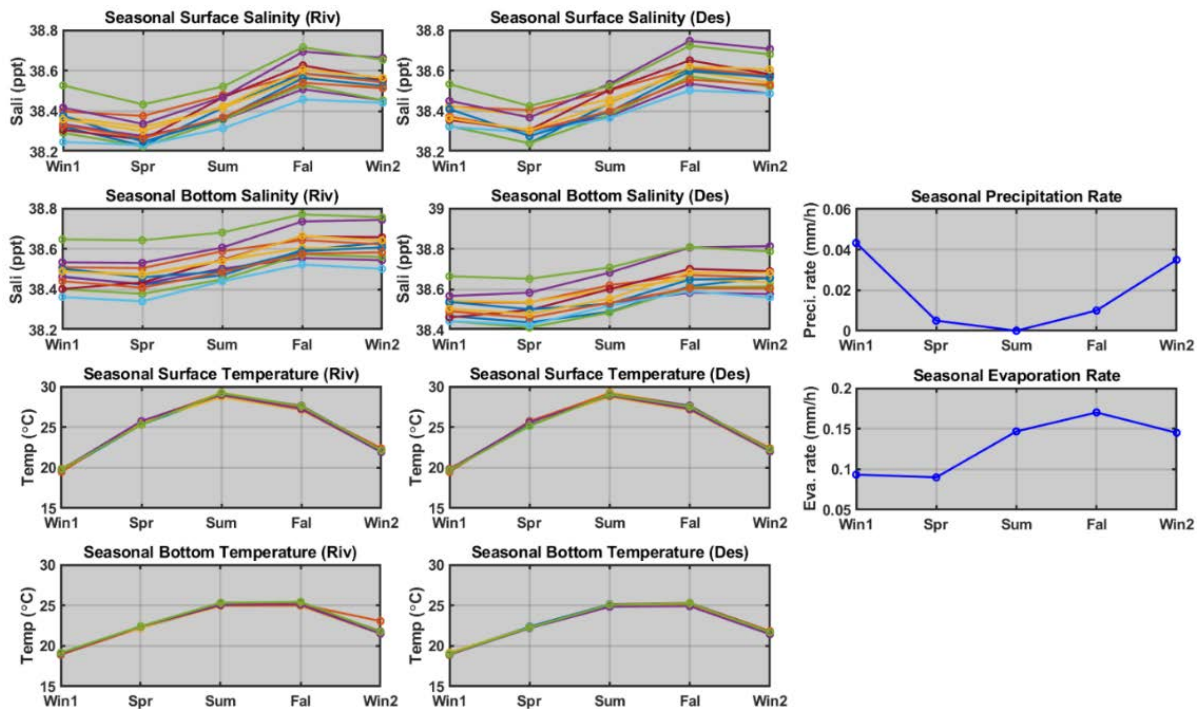 Seasonal Surface Salinity (Riv)
38.8
38.6
38.4
38.2
Sali (ppt)
Win1 Spr Sum Fal Win2
Seasonal Surface Salinity (Des)
38.8
38.6
38.4
38.2
Sali (ppt)
Win1 Spr Sum Fal Win2
Seasonal Bottom Salinity (Riv)
38.8
38.6
38.4
38.2
Sali (ppt)
Win1 Spr Sum Fal Win2
Seasonal Bottom Salinity (Des)
39
38.8
38.6
38.4
Sali (ppt)
Win1 Spr Sum Fal Win2
Seasonal Precipitation Rate
0.06
0.04
0.02
0
Preci. rate (mm/h)
Win1 Spr Sum Fal Win2
Seasonal Surface Temperature (Riv)
30
25
20
15
Temp (°C)
Win1 Spr Sum Fal Win2
Seasonal Surface Temperature (Des)
30
25
20
15
Temp (°C)
Win1 Spr Sum Fal Win2
Seasonal Evaporation Rate
0.2
0.15
0.1
0.05
Eva. rate (mm/h)
Win1 Spr Sum Fal Win2
Seasonal Bottom Temperature (Riv)
30
25
20
15
Temp (°C)
Win1 Spr Sum Fal Win2
Seasonal Bottom Temperature (Des)
30
25
20
15
Temp (°C)
Win1 Spr Sum Fal Win2